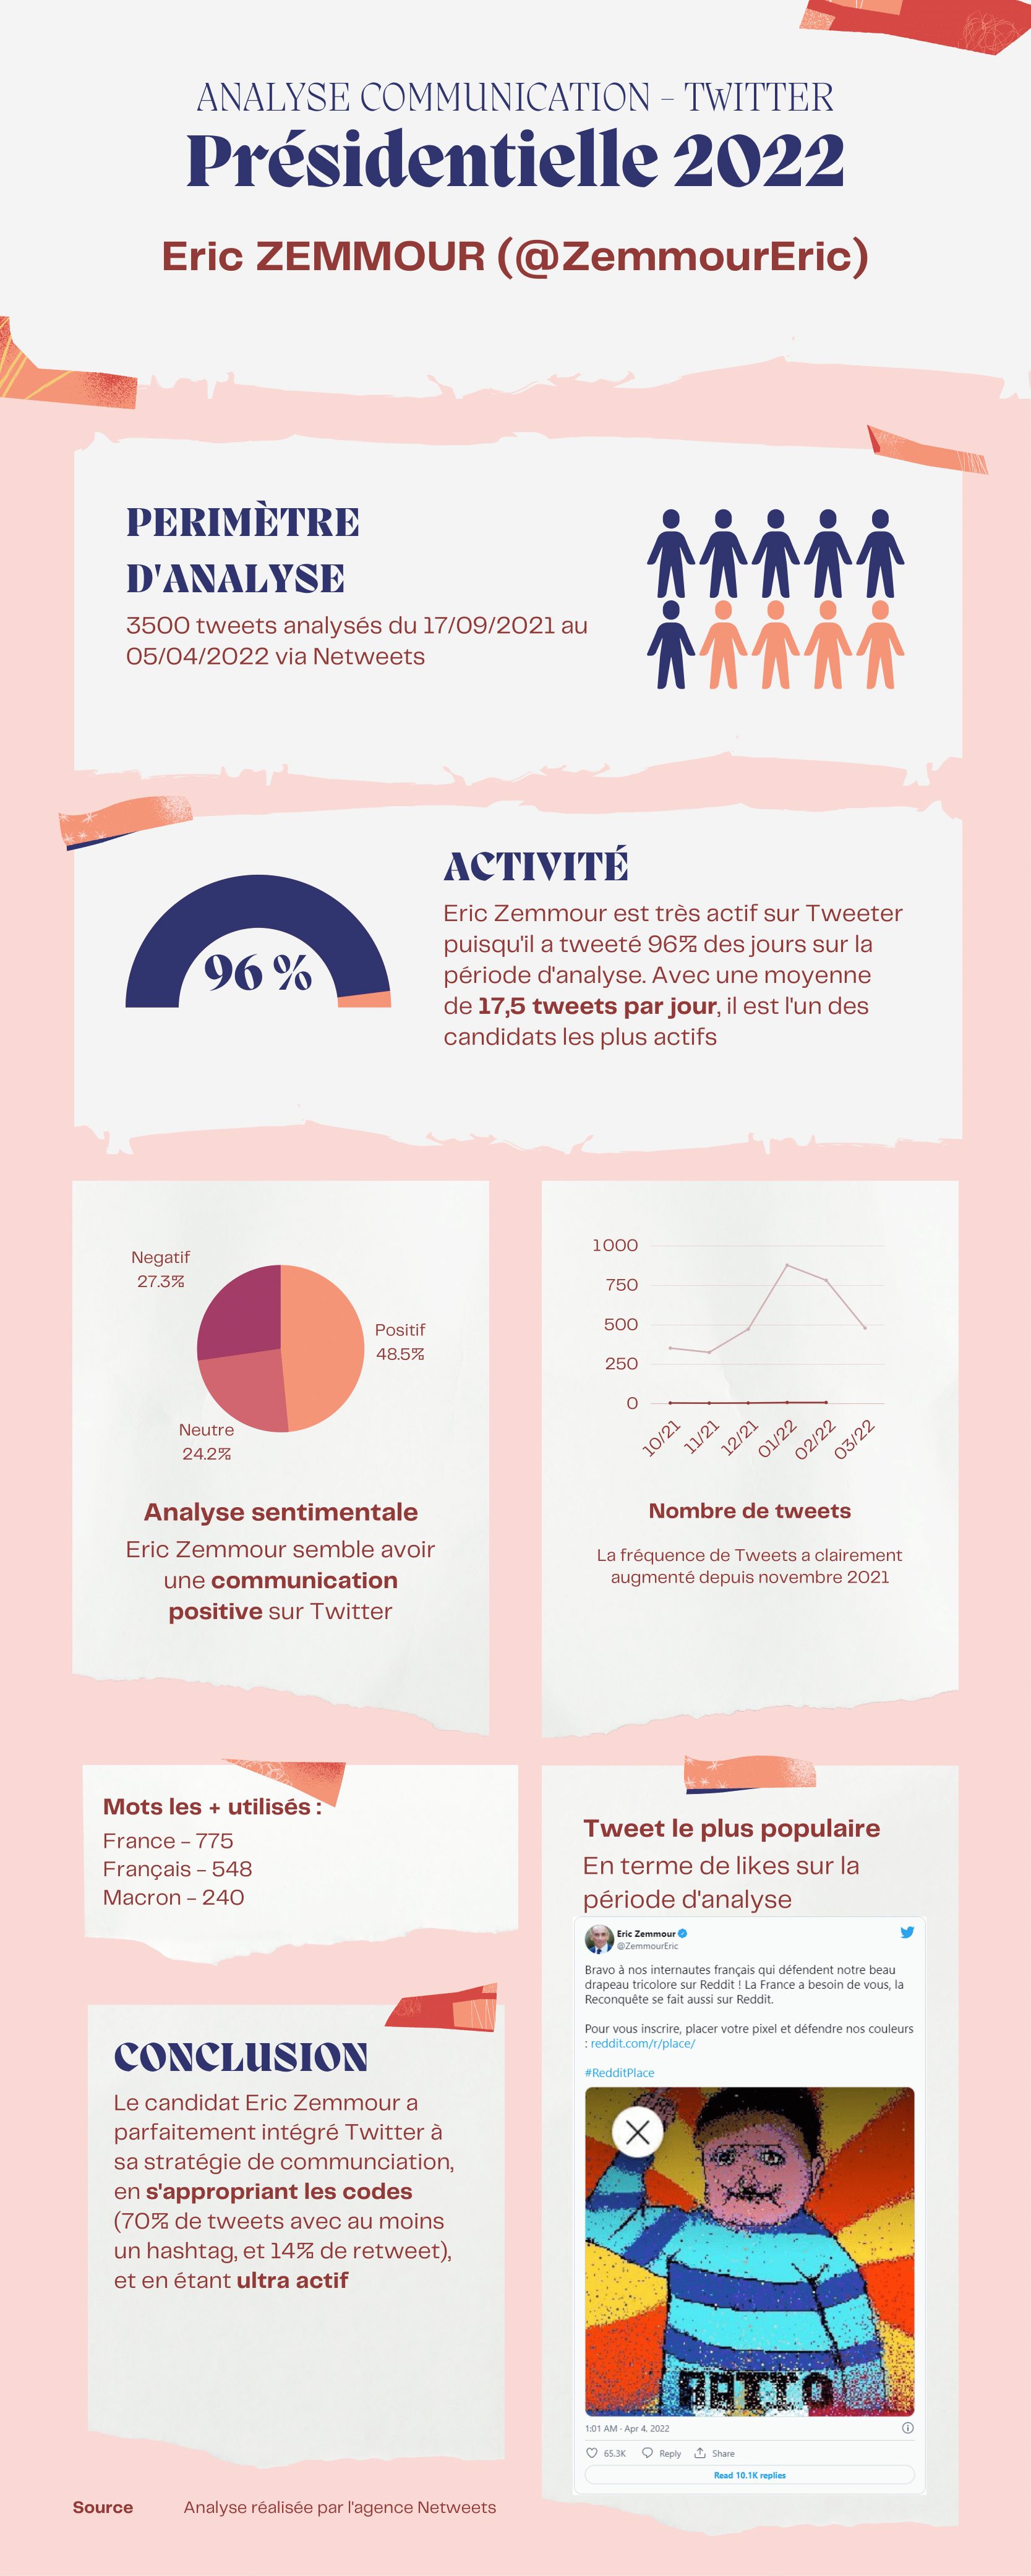 ANALYSE COMMUNICATION - TWITTER
Présidentielle 2022
Eric ZEMMOUR (@ZemmourEric)
PERIMÈTRE
D'ANALYSE
3500 tweets analysés du 17/09/2021 au
05/04/2022 via Netweets
96 %
ACTIVITÉ
Eric Zemmour est très actif sur Tweeter
puisqu'il a tweeté 96% des jours sur la
période d'analyse. Avec une moyenne
de 17,5 tweets par jour, il est l'un des
candidats les plus actifs
Negatif
27.3%
Positif
48.5%
Neutre
24.2%
Analyse sentimentale
Eric Zemmour semble avoir
une communication
positive sur Twitter
1000
750
500
250
0
10/21
11/21
12/21
01/22
02/22
03/22
Nombre de tweets
La fréquence de Tweets a clairement
augmenté depuis novembre 2021
Mots les + utilisés :
France - 775
Français - 548
Macron - 240
CONCLUSION
Le candidat Eric Zemmour a
parfaitement intégré Twitter à
sa stratégie de communciation,
en s'appropriant les codes
(70% de tweets avec au moins
un hashtag, et 14% de retweet),
et en étant ultra actif
Tweet le plus populaire
En terme de likes sur la
période d'analyse
Eric Zemmour
@ZemmourEric
Bravo à nos internautes français qui défendent notre beau
drapeau tricolore sur Reddit ! La France a besoin de vous, la
Reconquête se fait aussi sur Reddit.
Pour vous inscrire, placer votre pixel et défendre nos couleurs
: reddit.com/r/place/
#RedditPlace
1:01 AM · Apr 4, 2022
65.3K
Reply
Share
Read 10.1K replies
Source
Analyse réalisée par l'agence Netweets